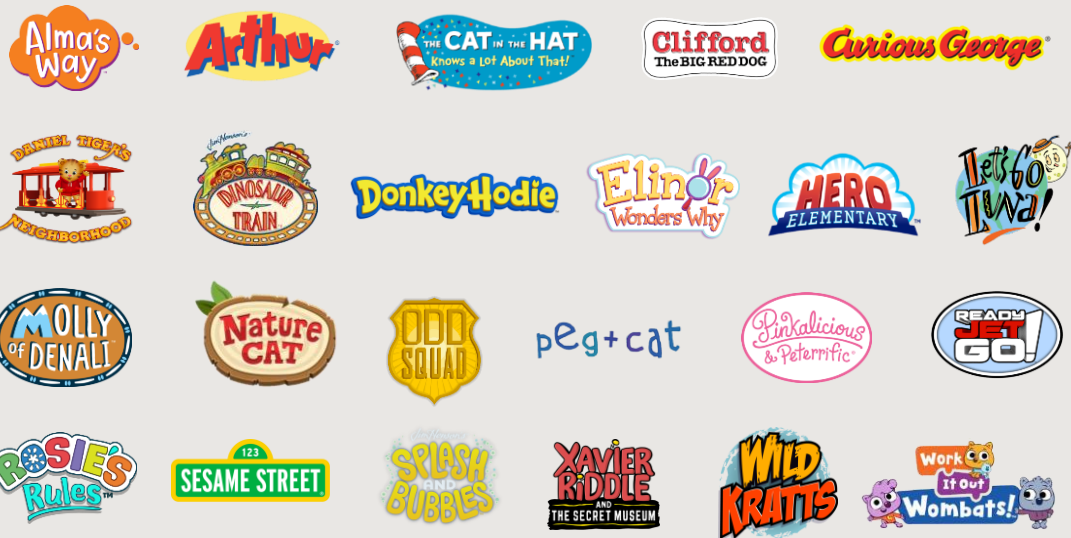 Alma's
Way
Arthur
THE CAT IN THE HAT
Knows a Lot About That!
Clifford
The BIG RED DOG
Curious George
DANIEL TIGER'S
NEIGHBORHOOD
Jim Henson's
DINOSAUR
TRAIN
Donkey Hodie
Elinor
Wonders Why
HERO
ELEMENTARY
Let's Go
Luna!
MOLLY
of DENALI
NATURE
CAT
ODD
SQUAD
peg+cat
Pinkalicious
& Peterrific
READY
JET
GO!
ROSIE'S
Rules
123
SESAME STREET
SPLASH
AND
BUBBLES
XAVIER
RiDDLE
AND
THE SECRET MUSEUM
WiLD
KRATTS
Work
It Out
Wombats!